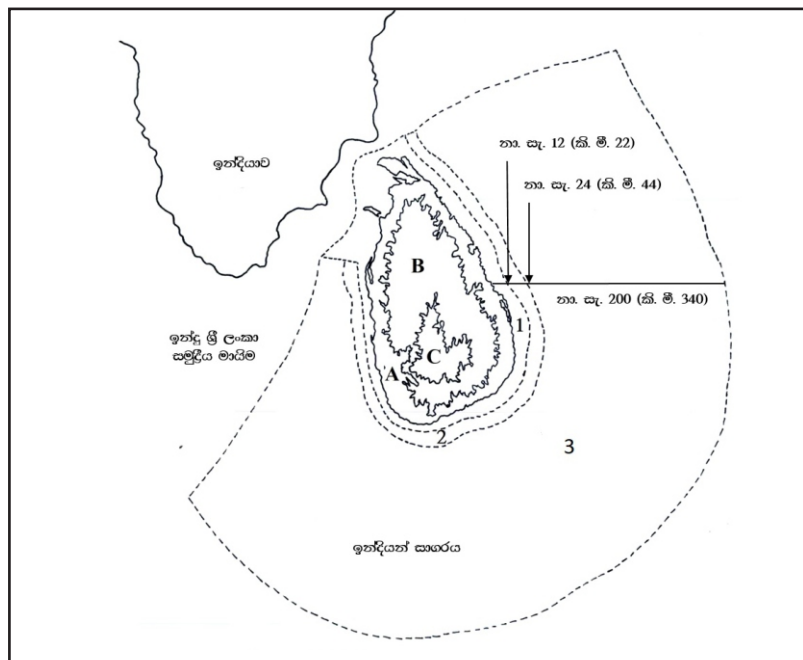 ඉන්දියාව
නා. සැ. 12 (කි. මී. 22)
නා. සැ. 24 (කි. මී. 44)
B
නා. සැ. 200 (කි. මී. 340)
1
ඉන්දු ශ්‍රී ලංකා
සමුද්‍රීය මායිම
C
A
2
3
ඉන්දියන් සාගරය